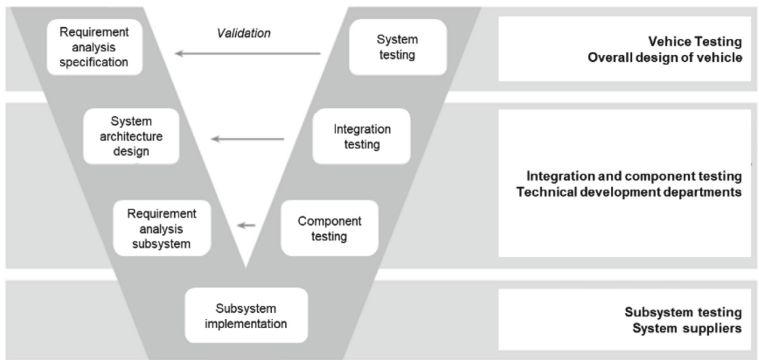 Requirement
analysis
specification
Validation
System
testing
Vehice Testing
Overall design of vehicle
System
architecture
design
Integration
testing
Integration and component testing
Technical development departments
Requirement
analysis
subsystem
Component
testing
Subsystem
implementation
Subsystem testing
System suppliers